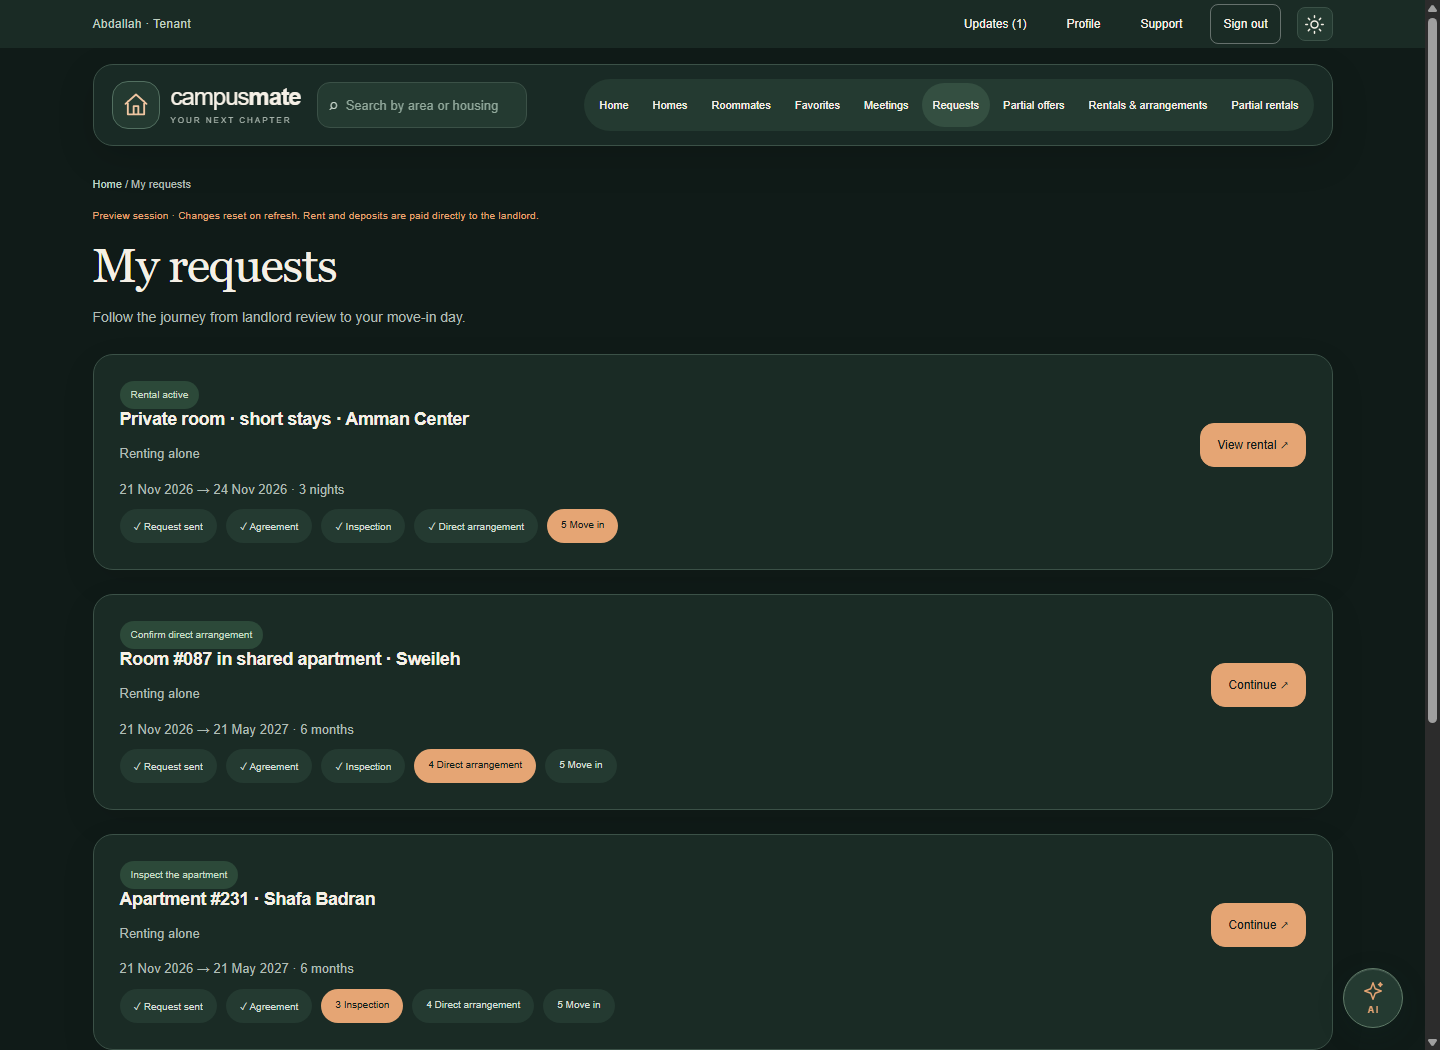 Abdallah · Tenant
Updates (1) Profile Support Sign out
campusmate
YOUR NEXT CHAPTER
Search by area or housing
Home Homes Roommates Favorites Meetings Requests Partial offers Rentals & arrangements Partial rentals
Home / My requests
Preview session · Changes reset on refresh. Rent and deposits are paid directly to the landlord.
My requests
Follow the journey from landlord review to your move-in day.
Rental active
Private room · short stays · Amman Center
Renting alone
21 Nov 2026 → 24 Nov 2026 · 3 nights
✓ Request sent ✓ Agreement ✓ Inspection ✓ Direct arrangement 5 Move in
View rental ↗
Confirm direct arrangement
Room #087 in shared apartment · Sweileh
Renting alone
21 Nov 2026 → 21 May 2027 · 6 months
✓ Request sent ✓ Agreement ✓ Inspection 4 Direct arrangement 5 Move in
Continue ↗
Inspect the apartment
Apartment #231 · Shafa Badran
Renting alone
21 Nov 2026 → 21 May 2027 · 6 months
✓ Request sent ✓ Agreement 3 Inspection 4 Direct arrangement 5 Move in
Continue ↗
AI